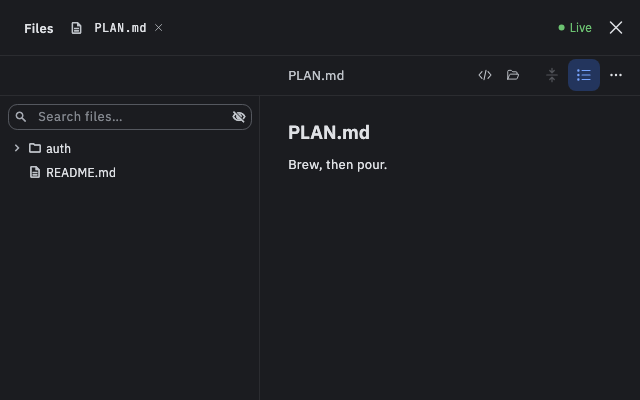 Files
PLAN.md
Live
PLAN.md
Search files...
auth
README.md
PLAN.md
Brew, then pour.